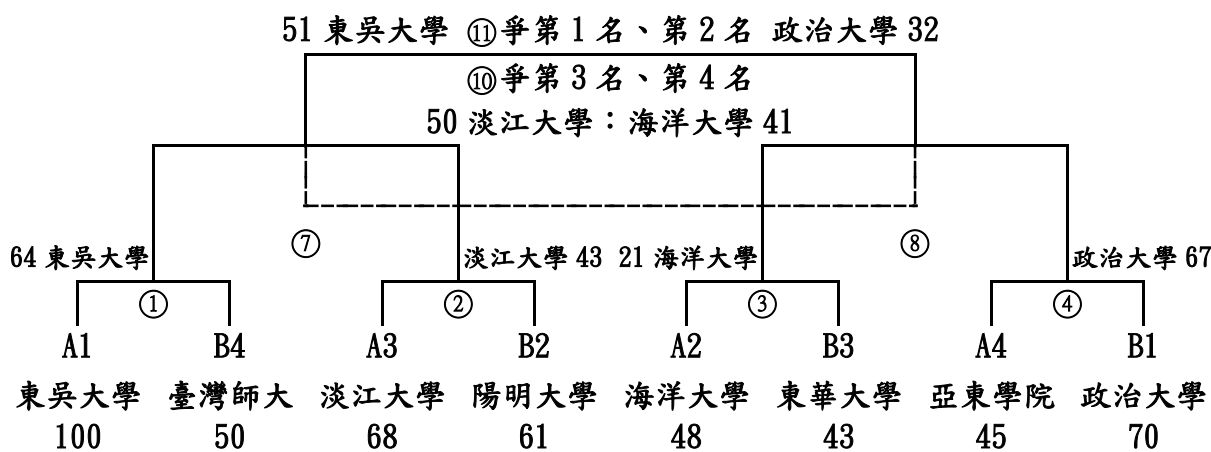 51 東吳大學 ⑪爭第 1 名、第 2 名 政治大學 32
⑩爭第 3 名、第 4 名
50 淡江大學：海洋大學 41
64 東吳大學 ⑦ 淡江大學 43 21 海洋大學 ⑧ 政治大學 67
① ② ③ ④
A1 B4 A3 B2 A2 B3 A4 B1
東吳大學 臺灣師大 淡江大學 陽明大學 海洋大學 東華大學 亞東學院 政治大學
100 50 68 61 48 43 45 70